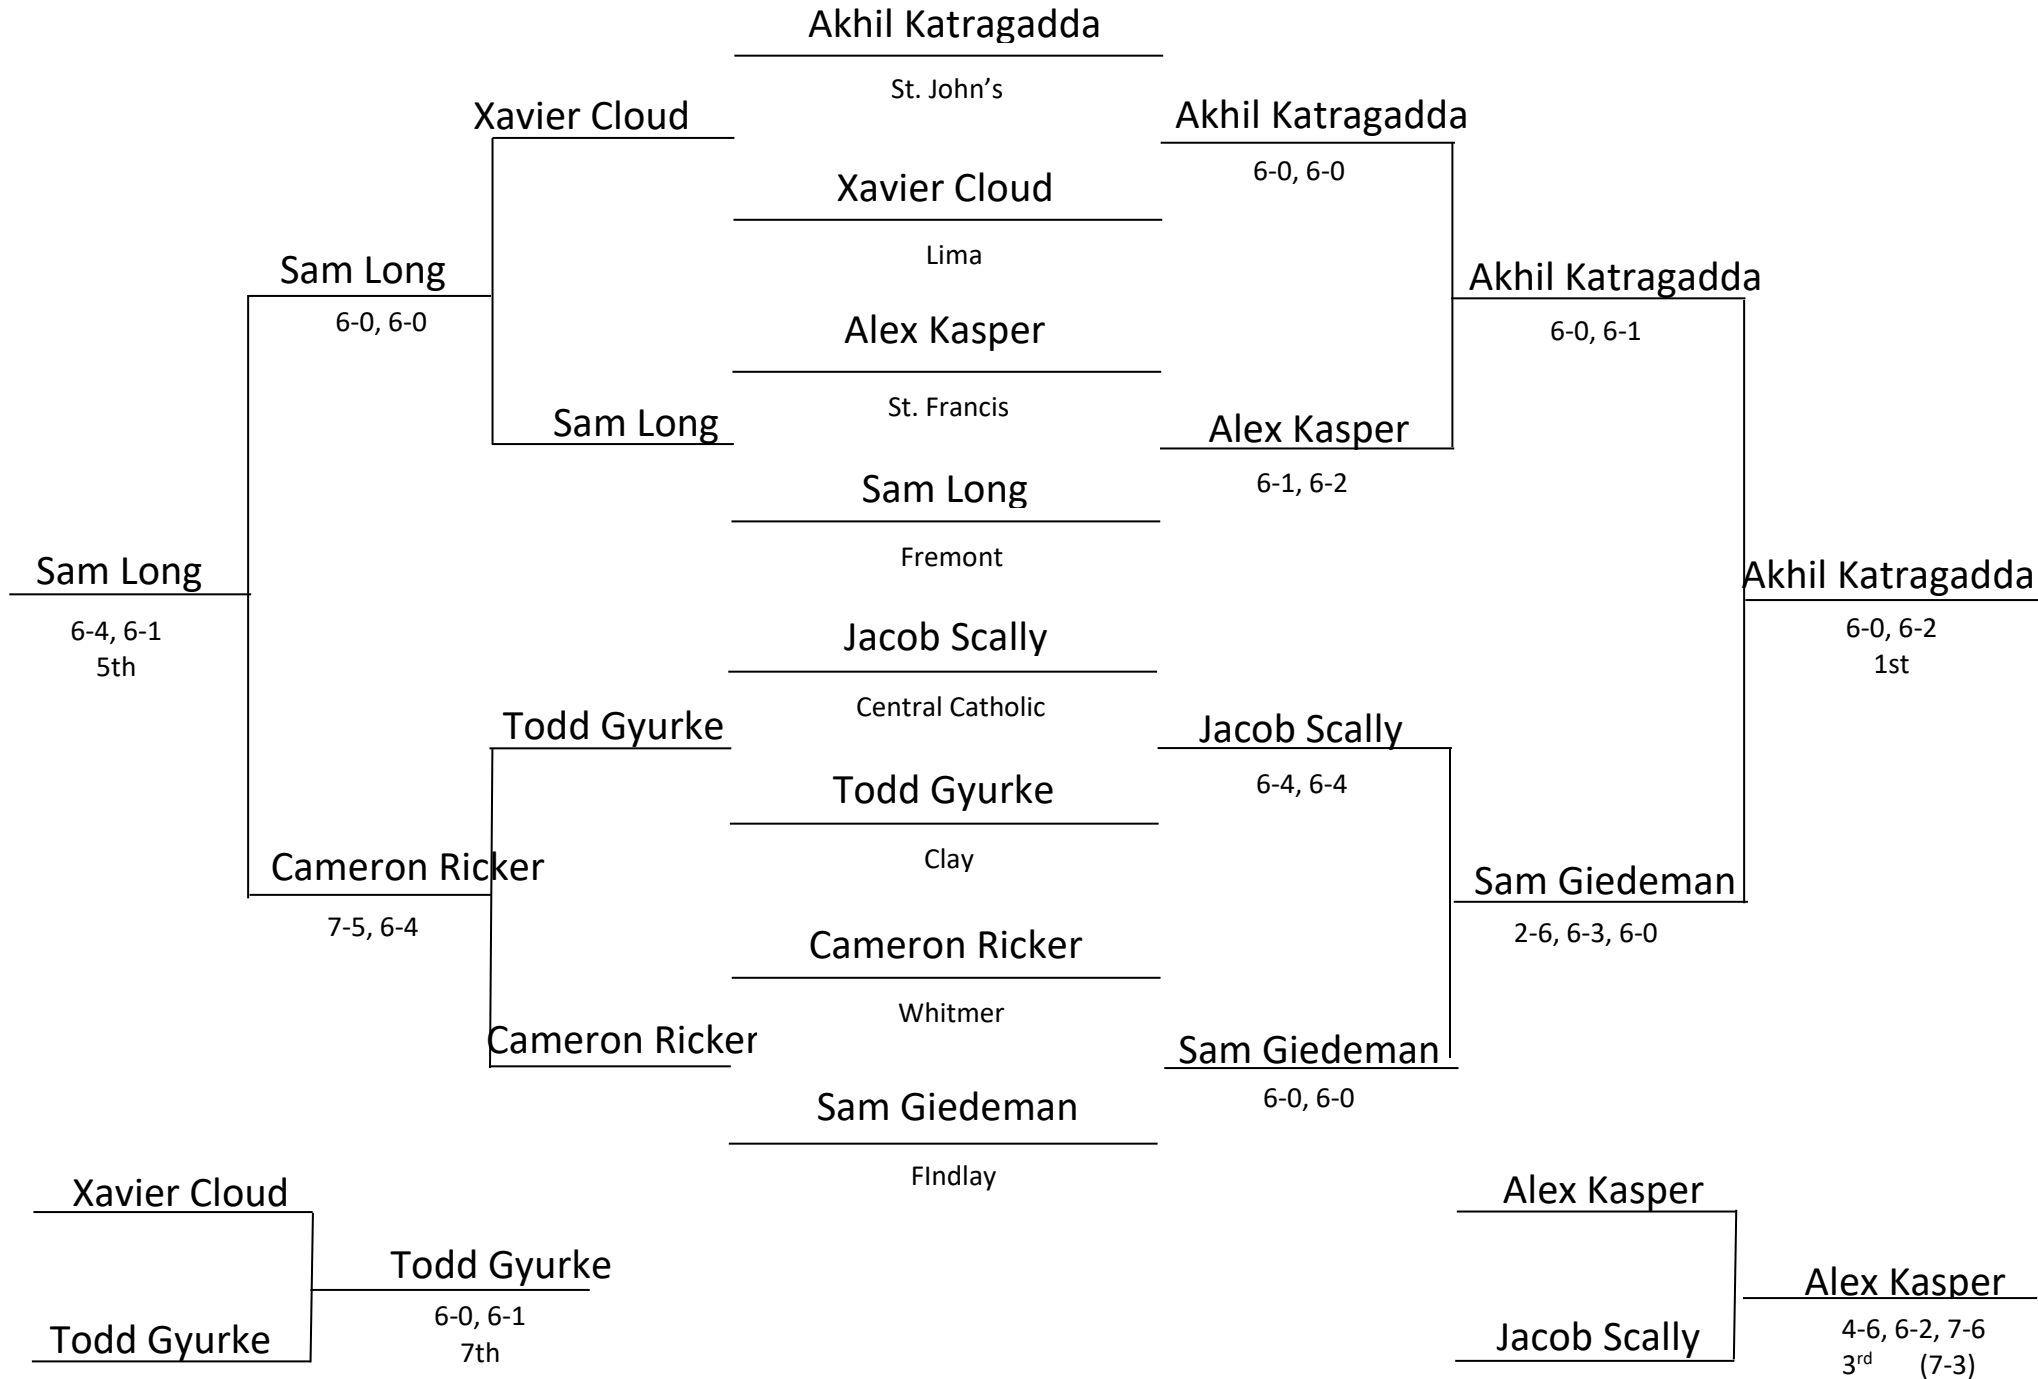 Akhil Katragadda
St. John’s
Xavier Cloud
Akhil Katragadda
6-0, 6-0
Xavier Cloud
Lima
Sam Long
6-0, 6-0
Akhil Katragadda
6-0, 6-1
Alex Kasper
St. Francis
Sam Long
Alex Kasper
6-1, 6-2
Sam Long
Fremont
Sam Long
6-4, 6-1
5th
Akhil Katragadda
6-0, 6-2
1st
Jacob Scally
Central Catholic
Todd Gyurke
Jacob Scally
6-4, 6-4
Todd Gyurke
Clay
Cameron Ricker
7-5, 6-4
Sam Giedeman
2-6, 6-3, 6-0
Cameron Ricker
Whitmer
Cameron Ricker
Sam Giedeman
6-0, 6-0
Sam Giedeman
FIndlay
Xavier Cloud
Todd Gyurke
6-0, 6-1
7th
Todd Gyurke
Alex Kasper
Alex Kasper
Jacob Scally
4-6, 6-2, 7-6
3rd (7-3)